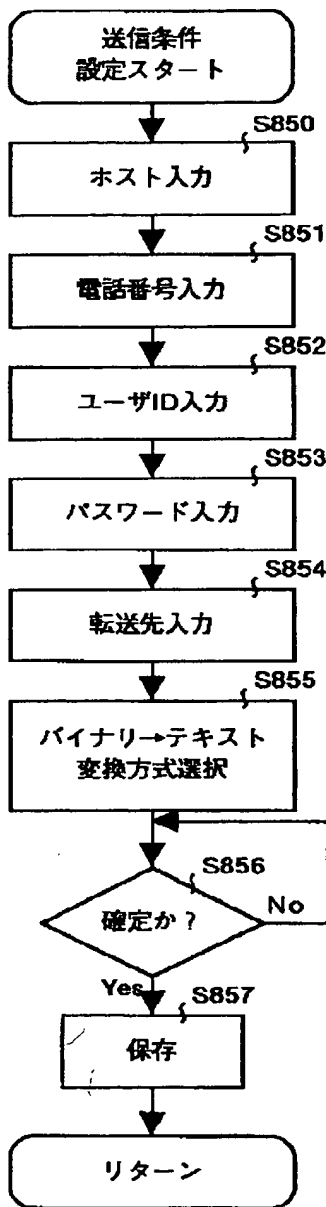 送信条件
設定スタート
S850
ホスト入力
S851
電話番号入力
S852
ユーザID入力
S853
パスワード入力
S854
転送先入力
S855
バイナリ→テキスト
変換方式選択
S856
確定か？
No
Yes
S857
保存
リターン